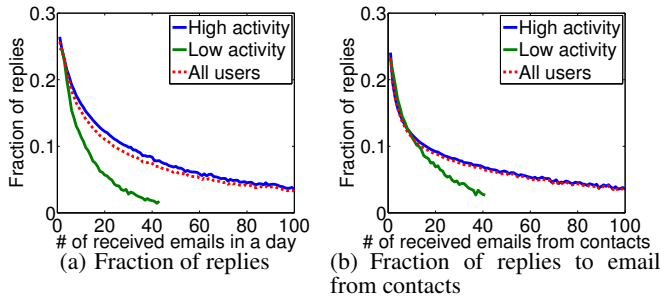 0.3
0.2
0.1
0
Fraction of replies
High activity
Low activity
All users
0 20 40 60 80 100
# of received emails in a day
(a) Fraction of replies
0.3
0.2
0.1
0
Fraction of replies
High activity
Low activity
All users
0 20 40 60 80 100
# of received emails from contacts
(b) Fraction of replies to email
from contacts